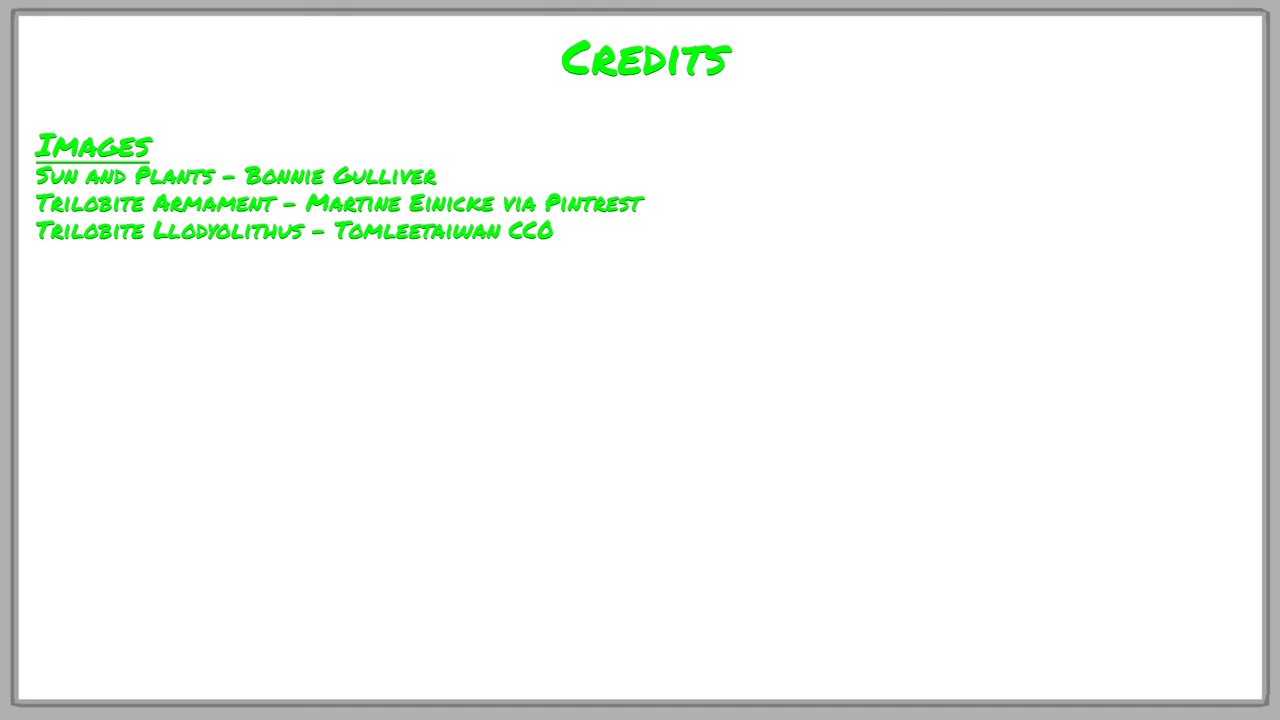 Credits
Images
Sun and Plants - Bonnie Gulliver
Trilobite Armament - Martine Einicke via Pintrest
Trilobite Llodyolithus - Tomleetaiwan CC0